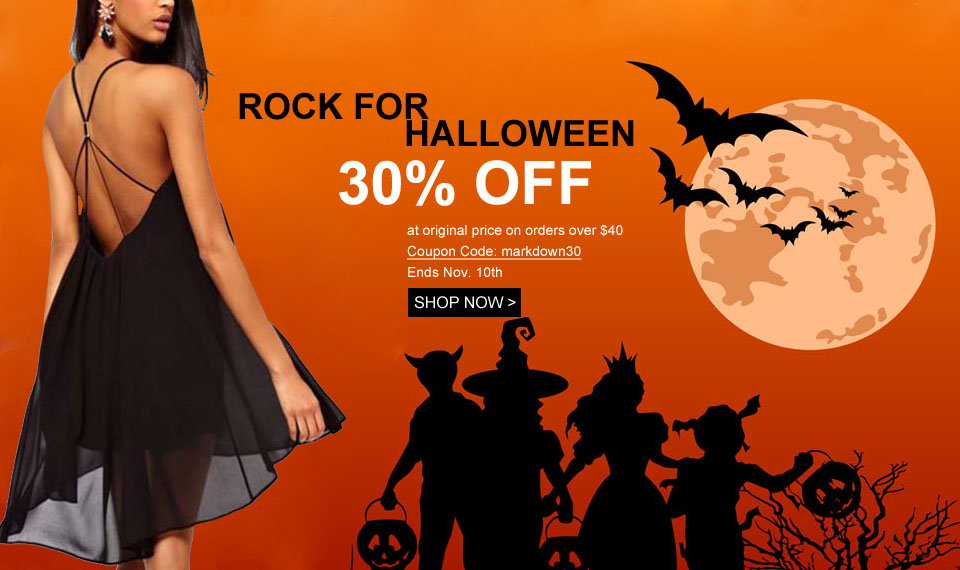 ROCK FOR
HALLOWEEN
30% OFF
at original price on orders over $40
Coupon Code: markdown30
Ends Nov. 10th
SHOP NOW >